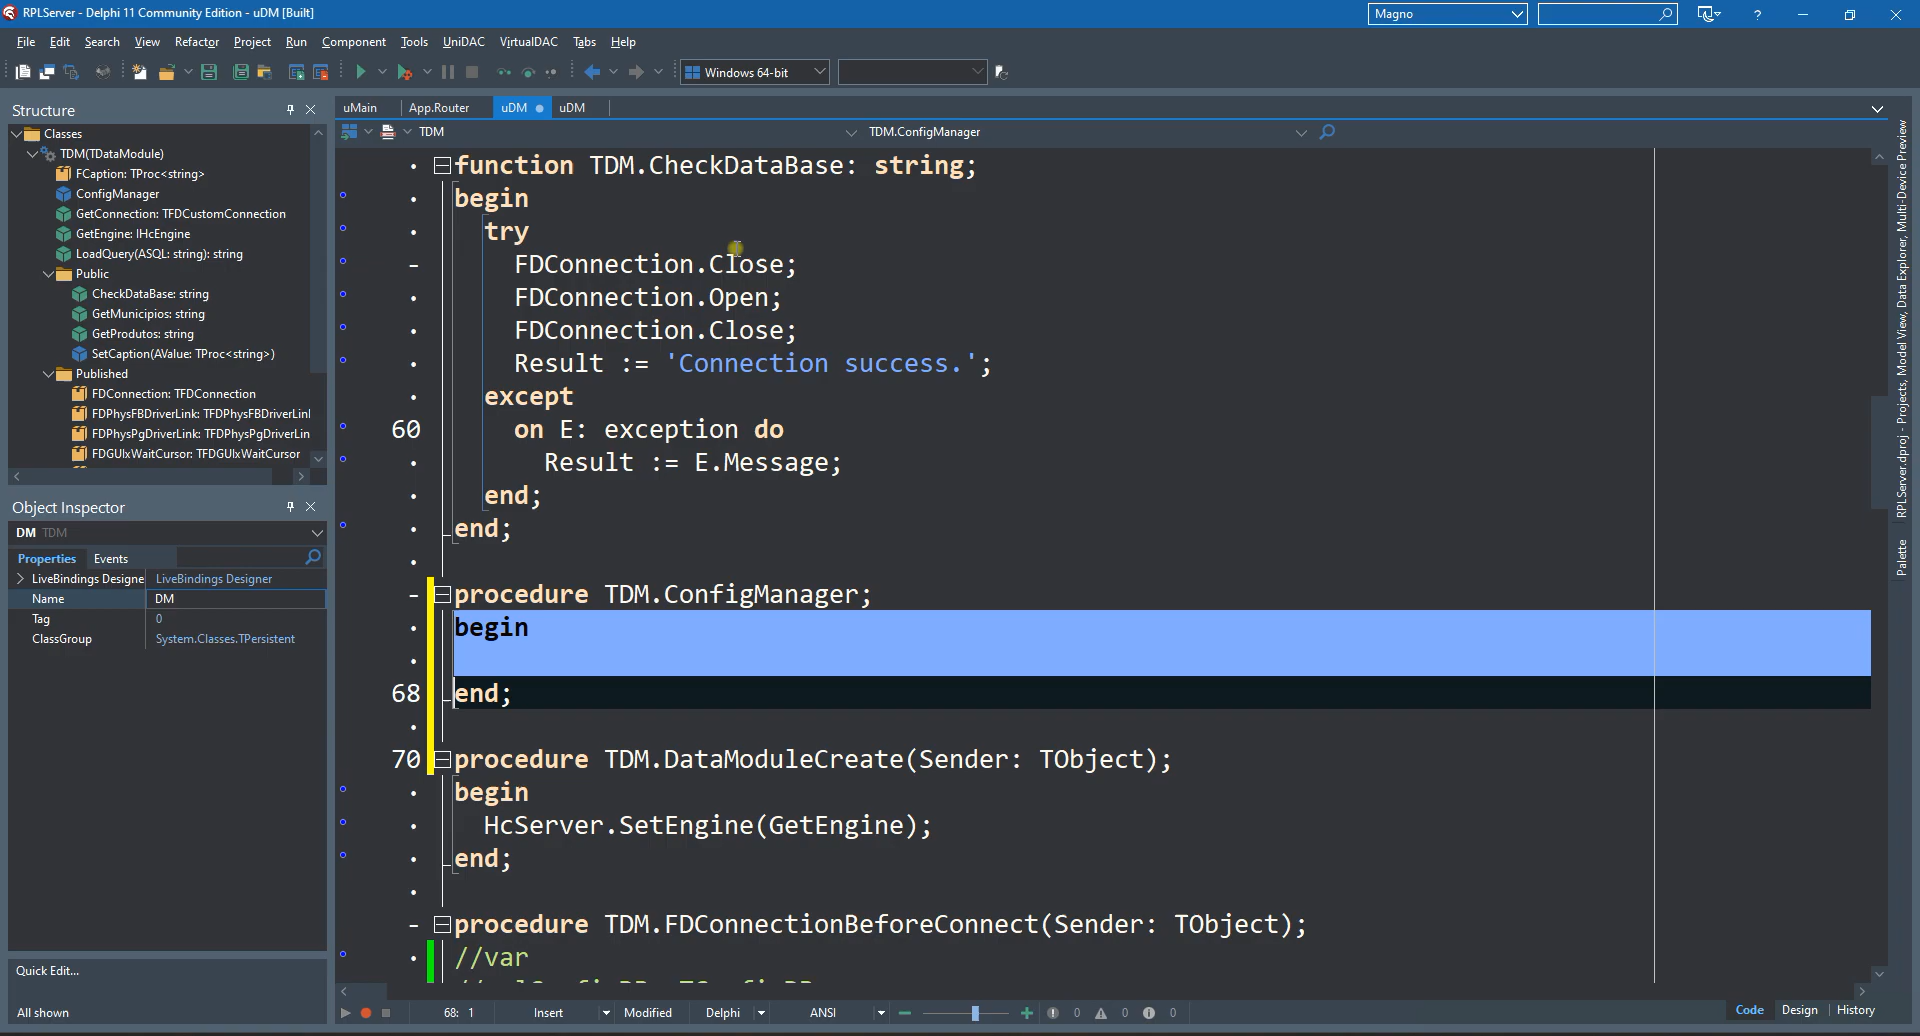 RPLServer - Delphi 11 Community Edition - uDM [Built]
Magno
?
File Edit Search View Refactor Project Run Component Tools UniDAC VirtualDAC Tabs Help
Windows 64-bit
Structure
Classes
TDM(TDataModule)
FCaption: TProc<string>
ConfigManager
GetConnection: TFDCustomConnection
GetEngine: IHcEngine
LoadQuery(ASQL: string): string
Public
CheckDataBase: string
GetMunicipios: string
GetProdutos: string
SetCaption(AValue: TProc<string>)
Published
FDConnection: TFDConnection
FDPhysFBDriverLink: TFDPhysFBDriverLinl
FDPhysPgDriverLink: TFDPhysPgDriverLin
FDGUIxWaitCursor: TFDGUIxWaitCursor
Object Inspector
DM TDM
Properties Events
LiveBindings Designe LiveBindings Designer
Name DM
Tag 0
ClassGroup System.Classes.TPersistent
Quick Edit...
All shown
uMain App.Router uDM uDM
TDM TDM.ConfigManager
function TDM.CheckDataBase: string;
begin
try
FDConnection.Close;
FDConnection.Open;
FDConnection.Close;
Result := 'Connection success.';
except
60 on E: exception do
Result := E.Message;
end;
end;
procedure TDM.ConfigManager;
begin
68 end;
70 procedure TDM.DataModuleCreate(Sender: TObject);
begin
HcServer.SetEngine(GetEngine);
end;
procedure TDM.FDConnectionBeforeConnect(Sender: TObject);
//var
68: 1 Insert Modified Delphi ANSI 0 0 0
Code Design History
RPLServer.dproj - Projects, Model View, Data Explorer, Multi-Device Preview
Palette